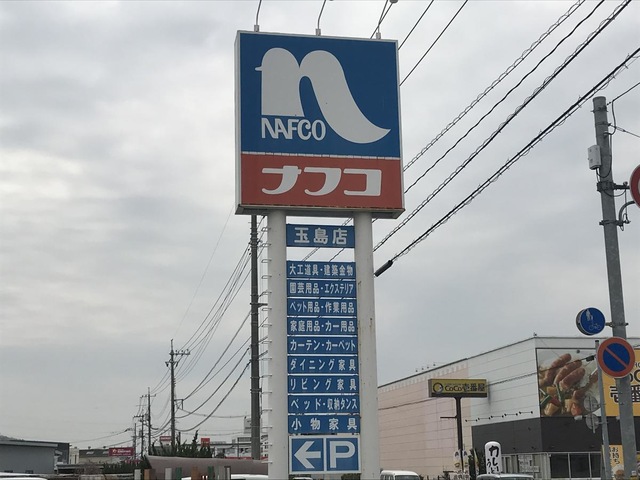 NAFCO
ナフコ
玉島店
大工道具・建築金物
園芸用品・エクステリア
ペット用品・作業用品
家庭用品・カー用品
カーテン・カーペット
ダイニング家具
リビング家具
ベッド・収納タンス
小物家具
←P
CoCo壱番屋